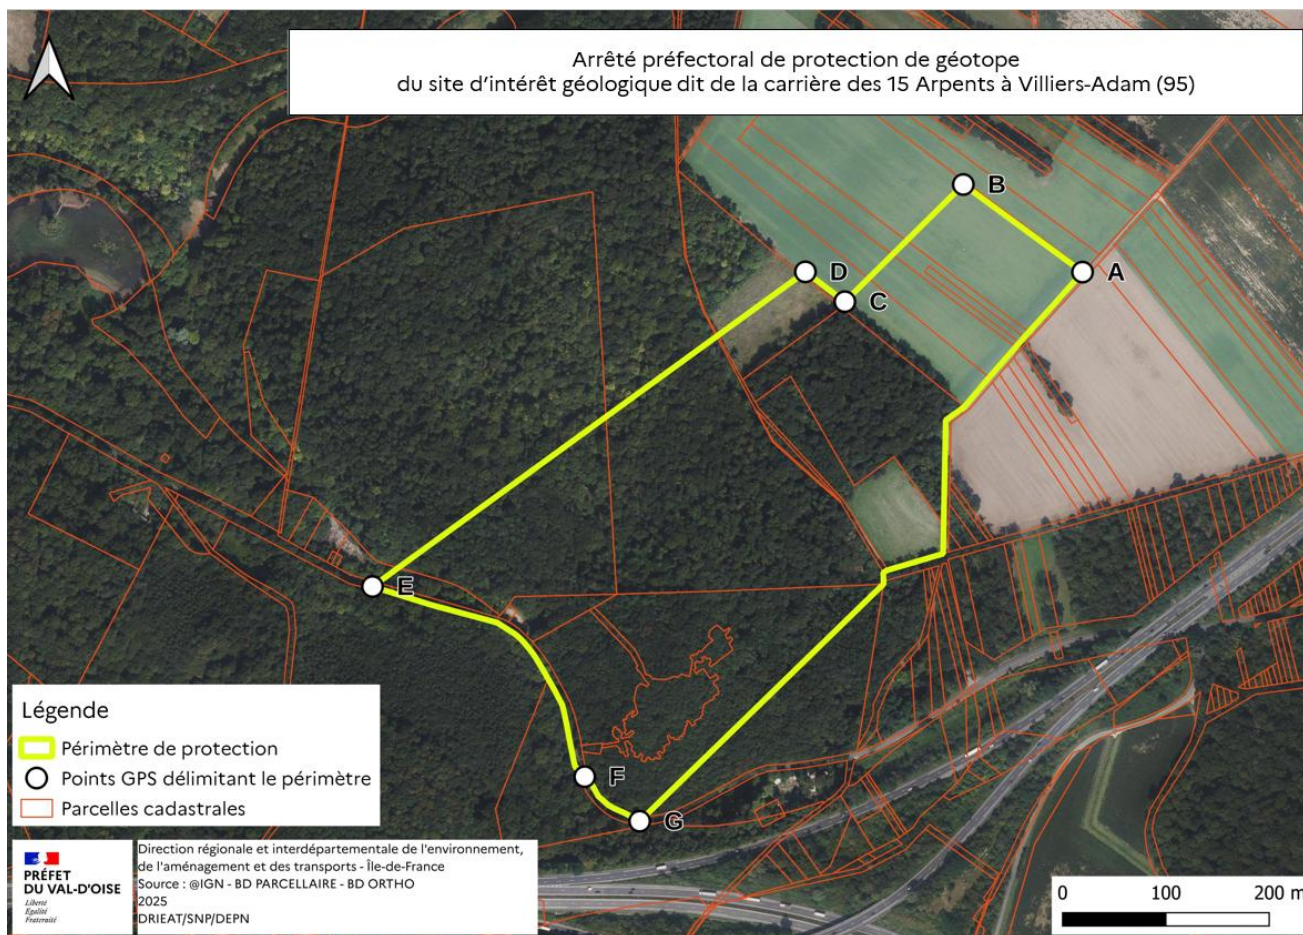 Arrêté préfectoral de protection de géotope
du site d'intérêt géologique dit de la carrière des 15 Arpents à Villiers-Adam (95)
B
A
D
C
E
F
G
Légende
Périmètre de protection
Points GPS délimitant le périmètre
Parcelles cadastrales
PRÉFET
DU VAL-D'OISE
Liberté
Égalité
Fraternité
Direction régionale et interdépartementale de l'environnement,
de l'aménagement et des transports - Île-de-France
Source : @IGN - BD PARCELLAIRE - BD ORTHO
2025
DRIEAT/SNP/DEPN
0 100 200 m